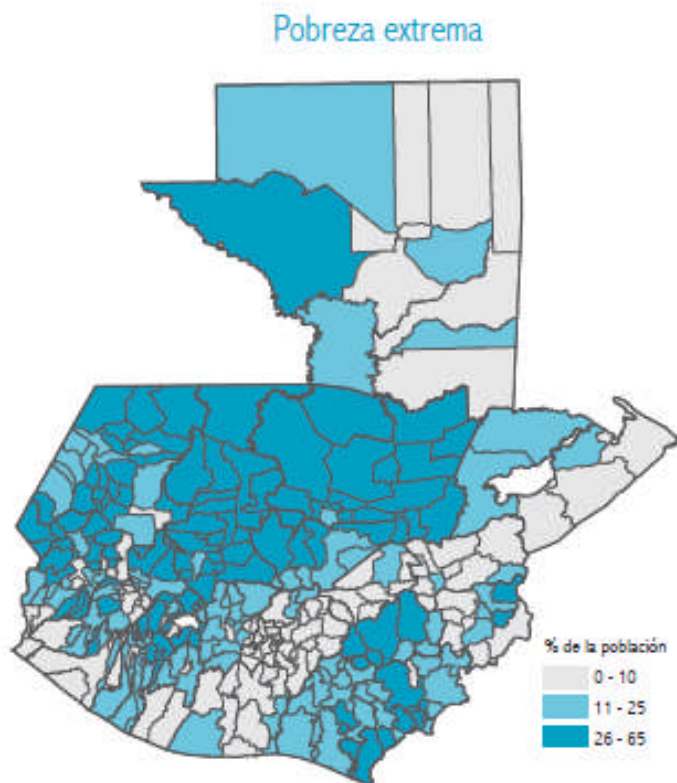 Pobreza extrema
% de la población
0 - 10
11 - 25
26 - 65